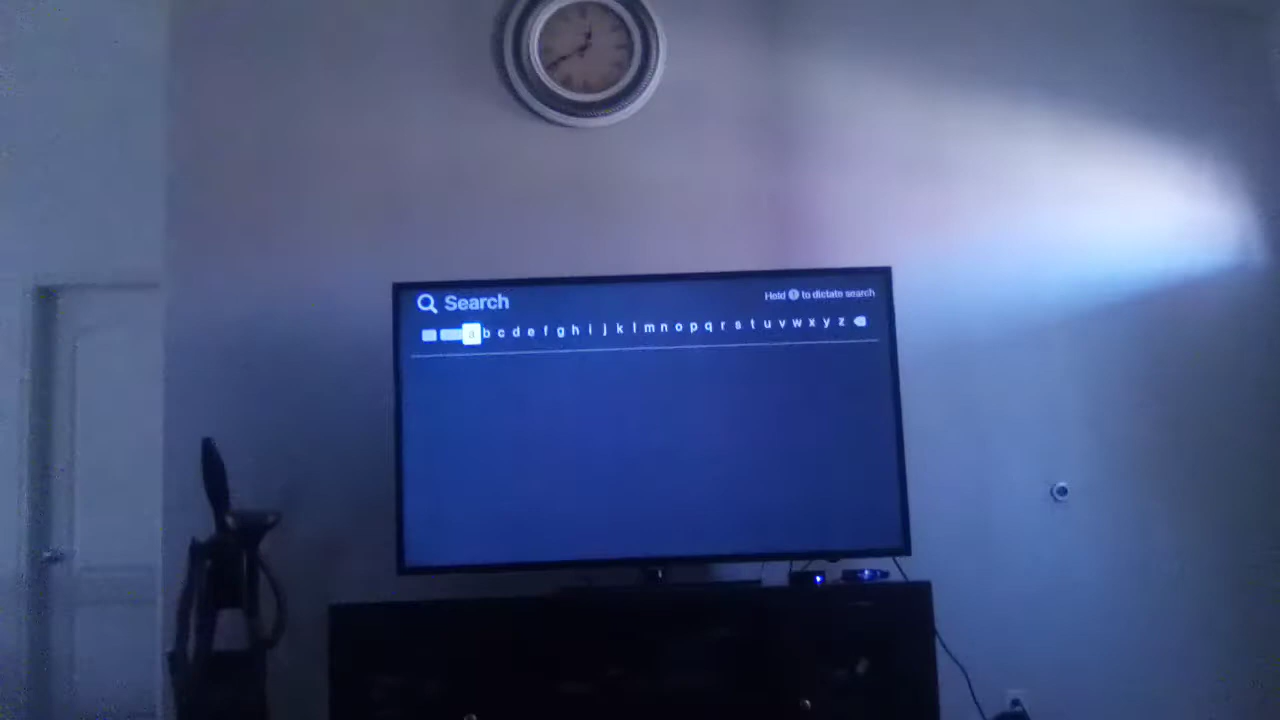 Search
Hold to dictate search
a b c d e f g h i j k l m n o p q r s t u v w x y z